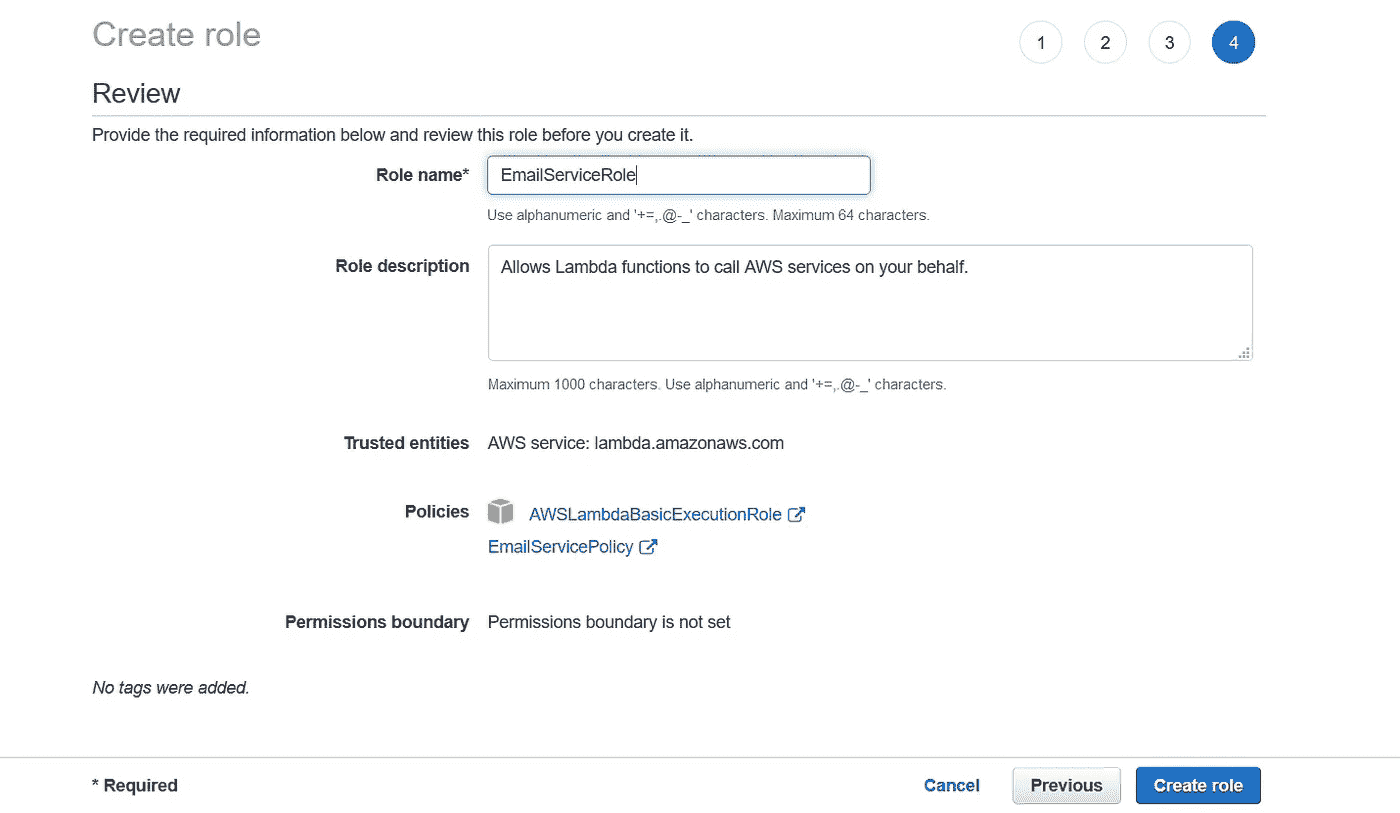 Create role
1 2 3 4
Review
Provide the required information below and review this role before you create it.
Role name* EmailServiceRole
Use alphanumeric and '+=,.@-_' characters. Maximum 64 characters.
Role description Allows Lambda functions to call AWS services on your behalf.
Maximum 1000 characters. Use alphanumeric and '+=,.@-_' characters.
Trusted entities AWS service: lambda.amazonaws.com
Policies AWSLambdaBasicExecutionRole
EmailServicePolicy
Permissions boundary Permissions boundary is not set
No tags were added.
* Required Cancel Previous Create role